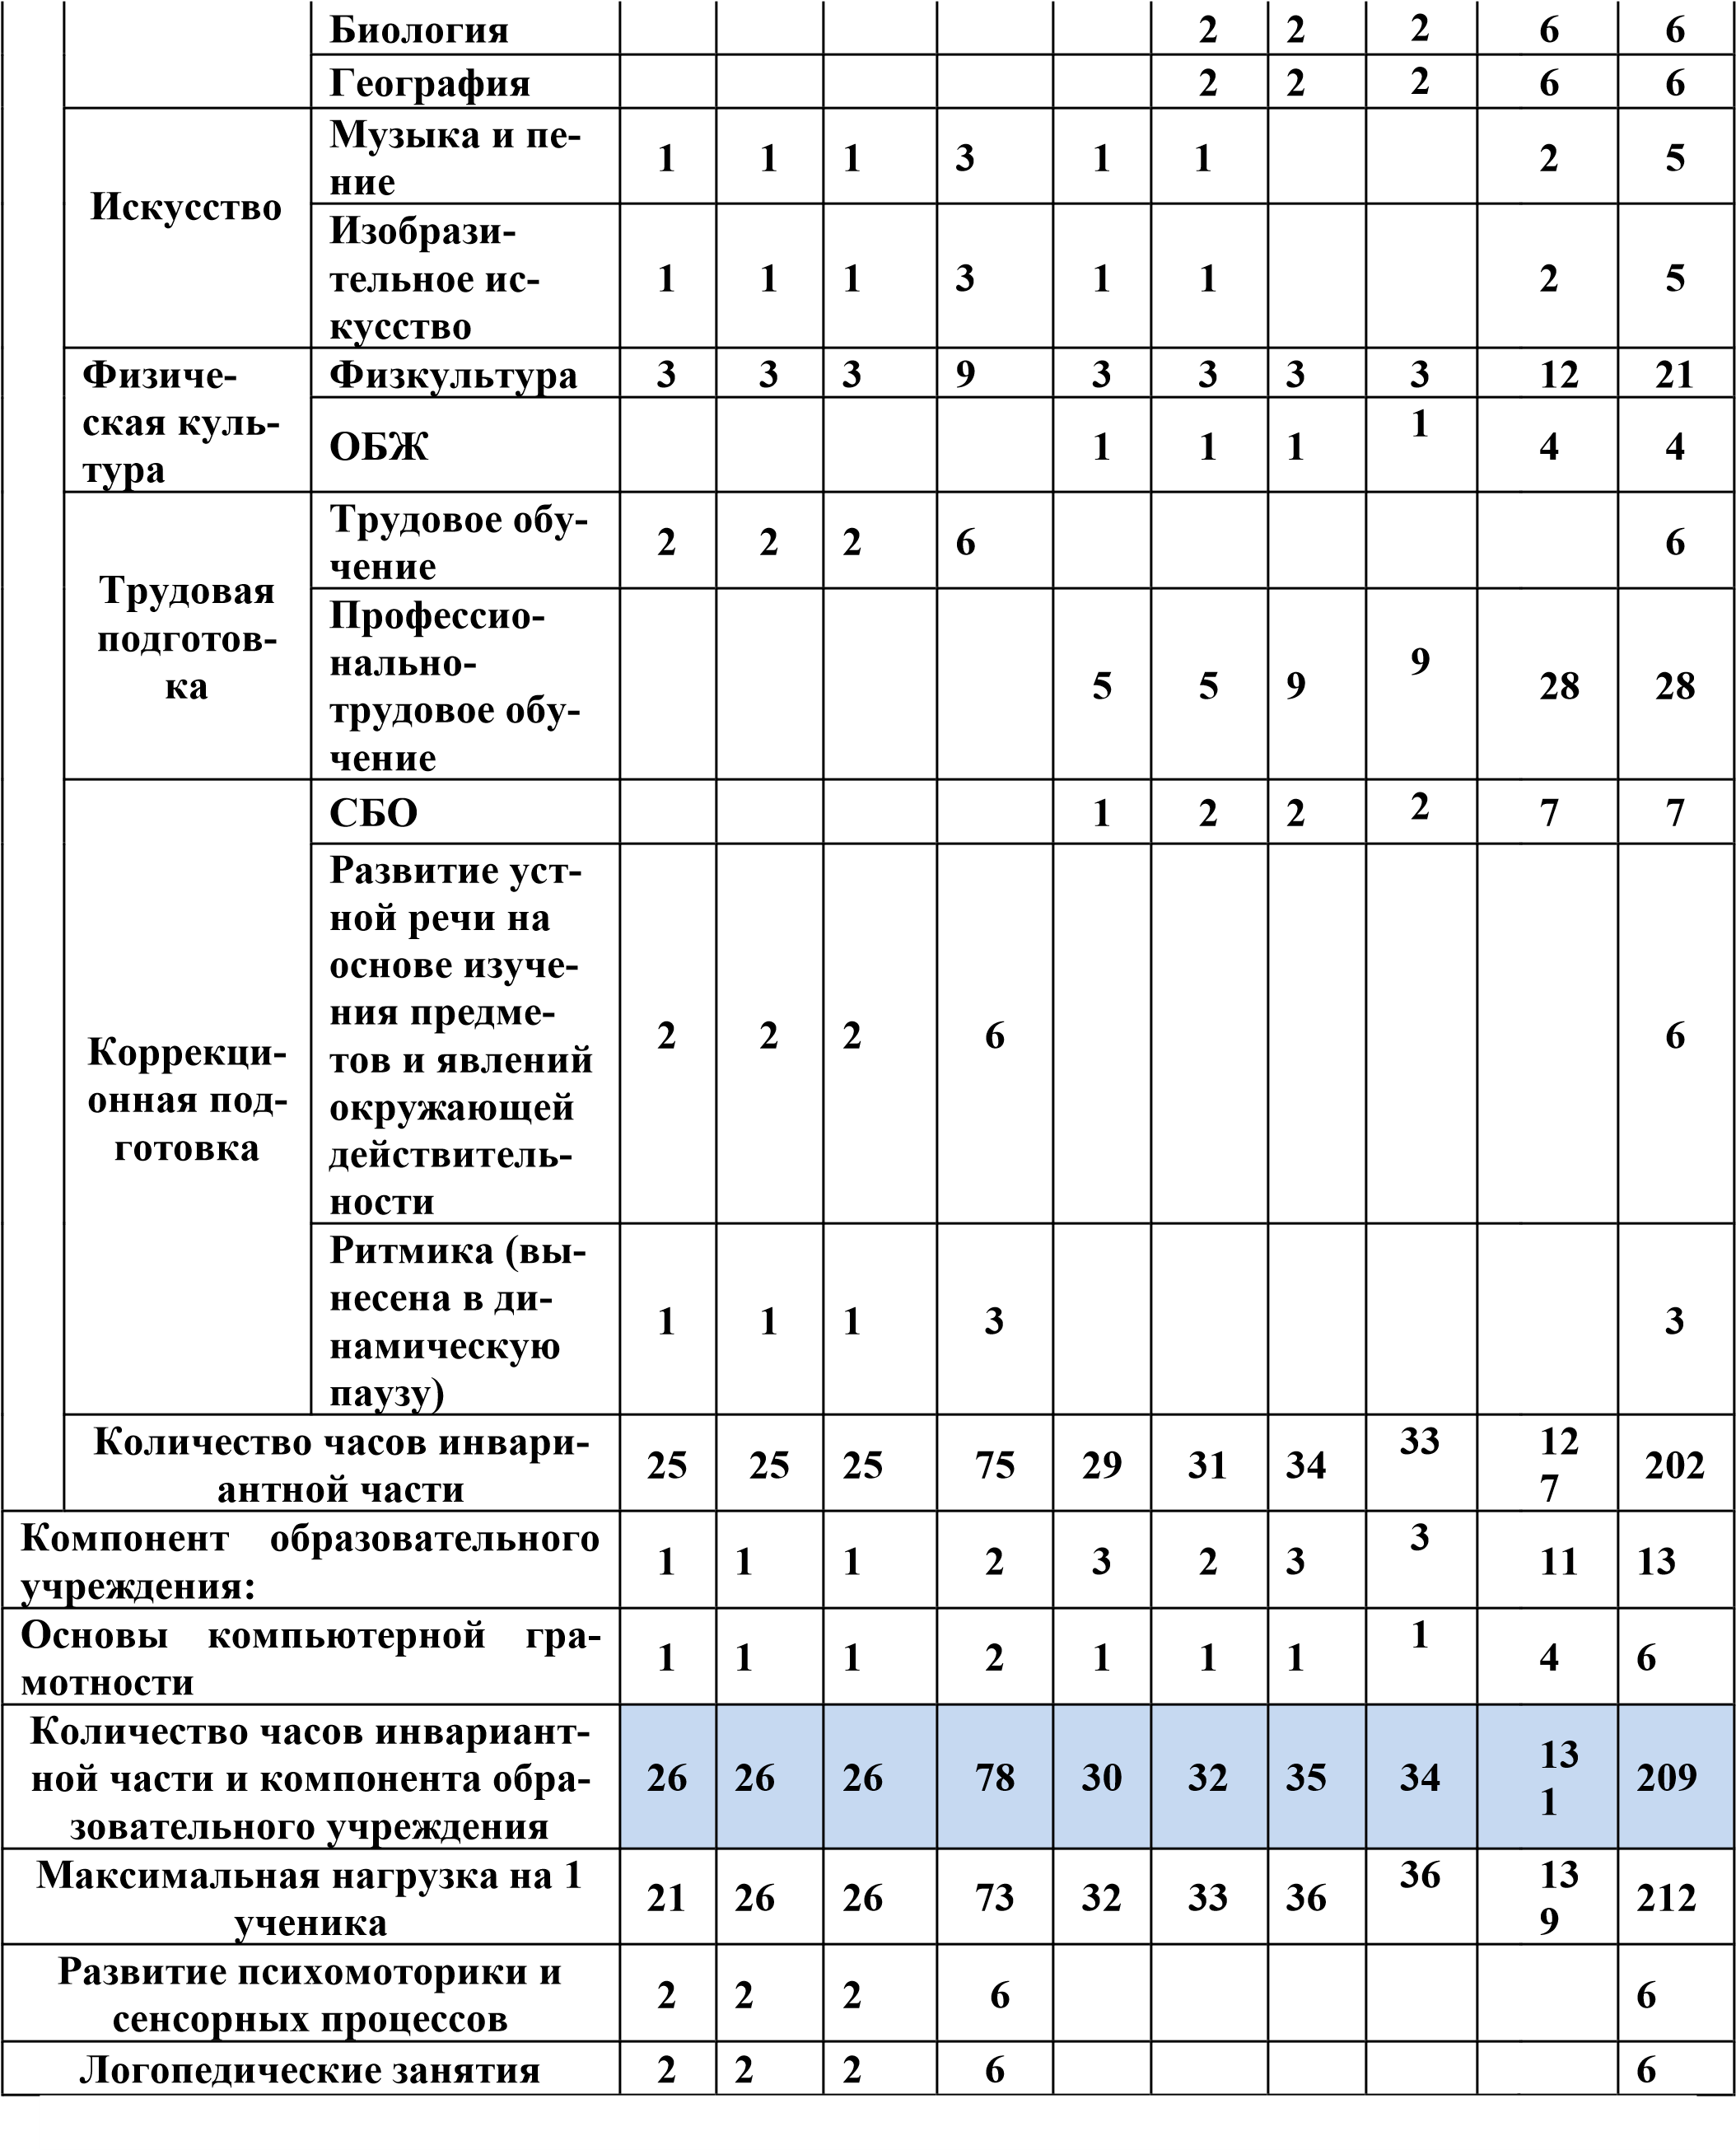 Биология 2 2 2 6 6
География 2 2 2 6 6
Искусство
Музыка и пе-
ние
1 1 1 3 1 1 2 5
Изобрази-
тельное ис-
кусство
1 1 1 3 1 1 2 5
Физиче-
ская куль-
тура
Физкультура 3 3 3 9 3 3 3 3 12 21
ОБЖ 1 1 1 1 4 4
Трудовая
подготов-
ка
Трудовое обу-
чение
2 2 2 6 6
Профессио-
нально-
трудовое обу-
чение
5 5 9 9 28 28
Коррекци-
онная под-
готовка
СБО 1 2 2 2 7 7
Развитие уст-
ной речи на
основе изуче-
ния предме-
тов и явлений
окружающей
действитель-
ности
2 2 2 6 6
Ритмика (вы-
несена в ди-
намическую
паузу)
1 1 1 3 3
Количество часов инвари-
антной части
25 25 25 75 29 31 34 33 12
7
202
Компонент образовательного
учреждения:
1 1 1 2 3 2 3 3 11 13
Основы компьютерной гра-
мотности
1 1 1 2 1 1 1 1 4 6
Количество часов инвариант-
ной части и компонента обра-
зовательного учреждения
26 26 26 78 30 32 35 34 13
1
209
Максимальная нагрузка на 1
ученика
21 26 26 73 32 33 36 36 13
9
212
Развитие психомоторики и
сенсорных процессов
2 2 2 6 6
Логопедические занятия 2 2 2 6 6